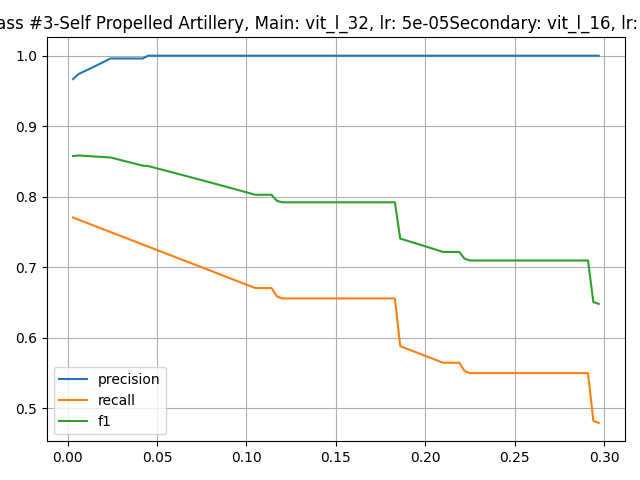 ass #3-Self Propelled Artillery, Main: vit_l_32, lr: 5e-05Secondary: vit_l_16, lr:
1.0
0.9
0.8
0.7
0.6
0.5
precision
recall
f1
0.00 0.05 0.10 0.15 0.20 0.25 0.30